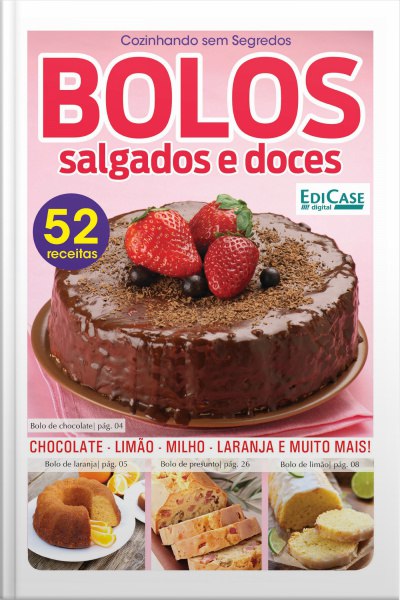 Cozinhando sem Segredos
BOLOS
salgados e doces
EDICASE
digital
52
receitas
Bolo de chocolate| pág. 04
CHOCOLATE · LIMÃO · MILHO · LARANJA E MUITO MAIS!
Bolo de laranja| pág. 05
Bolo de presunto| pág. 26
Bolo de limão| pág. 08